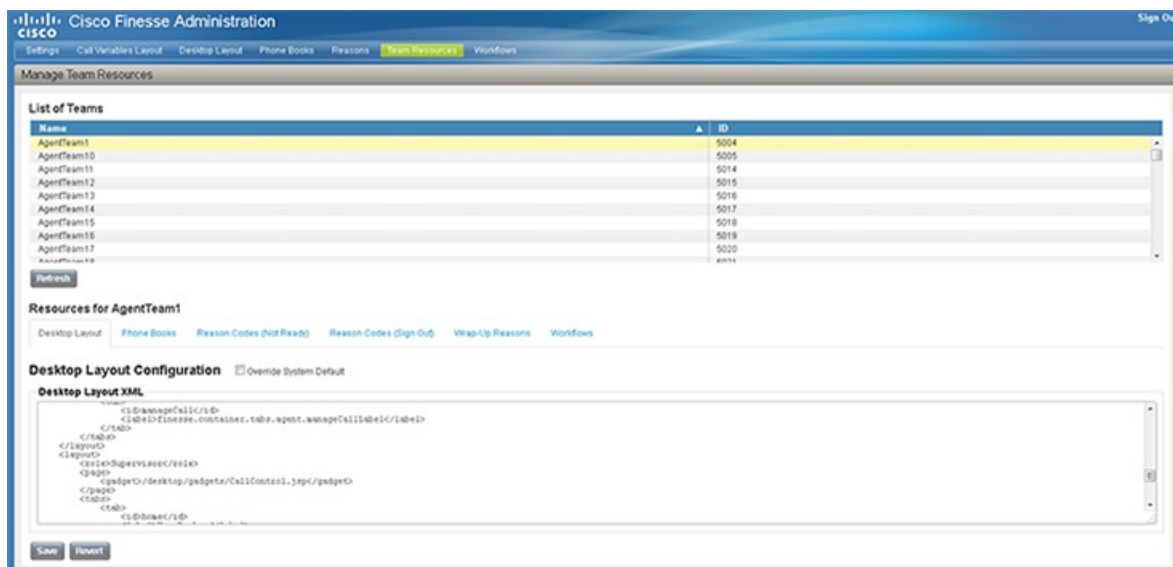 Cisco Finesse Administration
CISCO
Sign Ou
Settings Call Variables Layout Desktop Layout Phone Books Reasons Team Resources Workflows
Manage Team Resources
List of Teams
Name ID
AgentTeam1 5004
AgentTeam10 5005
AgentTeam11 5014
AgentTeam12 5015
AgentTeam13 5016
AgentTeam14 5017
AgentTeam15 5018
AgentTeam16 5019
AgentTeam17 5020
Refresh
Resources for AgentTeam1
Desktop Layout Phone Books Reason Codes (Not Ready) Reason Codes (Sign Out) Wrap-Up Reasons Workflows
Desktop Layout Configuration Override System Default
Desktop Layout XML
<id>manageCall</id>
<label>finesse.container.tabs.agent.manageCallLabel</label>
</tab>
</tabs>
</layout>
<layout>
<role>Supervisor</role>
<page>
<gadget>/desktop/gadgets/CallControl.jsp</gadget>
</page>
<tabs>
<tab>
<id>home</id>
Save Revert